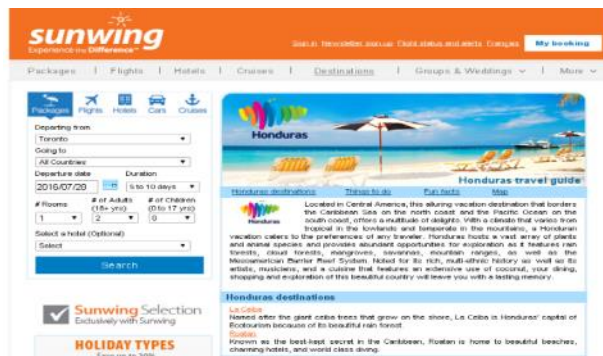 sunwing
Experience the Difference
Sign in Newsletter sign-up Flight status and alerts Français My booking
Packages | Flights | Hotels | Cruises | Destinations | Groups & Weddings | More
Packages Flights Hotels Cars Cruises
Departing from
Toronto
Going to
All Countries
Departure date Duration
2016/07/28 5 to 10 days
# Rooms # of Adults (18+ yrs) # of Children (0 to 17 yrs)
1 2 0
Select a hotel (Optional)
Select
Search
Sunwing Selection
Exclusively with Sunwing
HOLIDAY TYPES
Honduras
Honduras travel guide
Honduras destinations Things to do Fun facts Map
Honduras
Located in Central America, this alluring vacation destination that borders
the Caribbean Sea on the north coast and the Pacific Ocean on the
south coast, offers a multitude of delights. With a climate that varies from
tropical in the lowlands and temperate in the mountains, a Honduran
vacation caters to the preferences of any traveler. Honduras hosts a vast array of plants
and animal species and provides abundant opportunities for exploration as it features rain
forests, cloud forests, mangroves, savannas, mountain ranges, as well as the
Mesoamerican Barrier Reef System. Noted for its rich, multi-ethnic history as well as its
artists, musicians, and a cuisine that features an extensive use of coconut, your dining,
shopping and exploration of this beautiful country will leave you with a lasting memory.
Honduras destinations
La Ceiba
Named after the giant ceiba trees that grow on the shore, La Ceiba is Honduras' capital of
Ecotourism because of its beautiful rain forest.
Roatan
Known as the best-kept secret in the Caribbean, Roatan is home to beautiful beaches,
charming hotels, and world class diving.